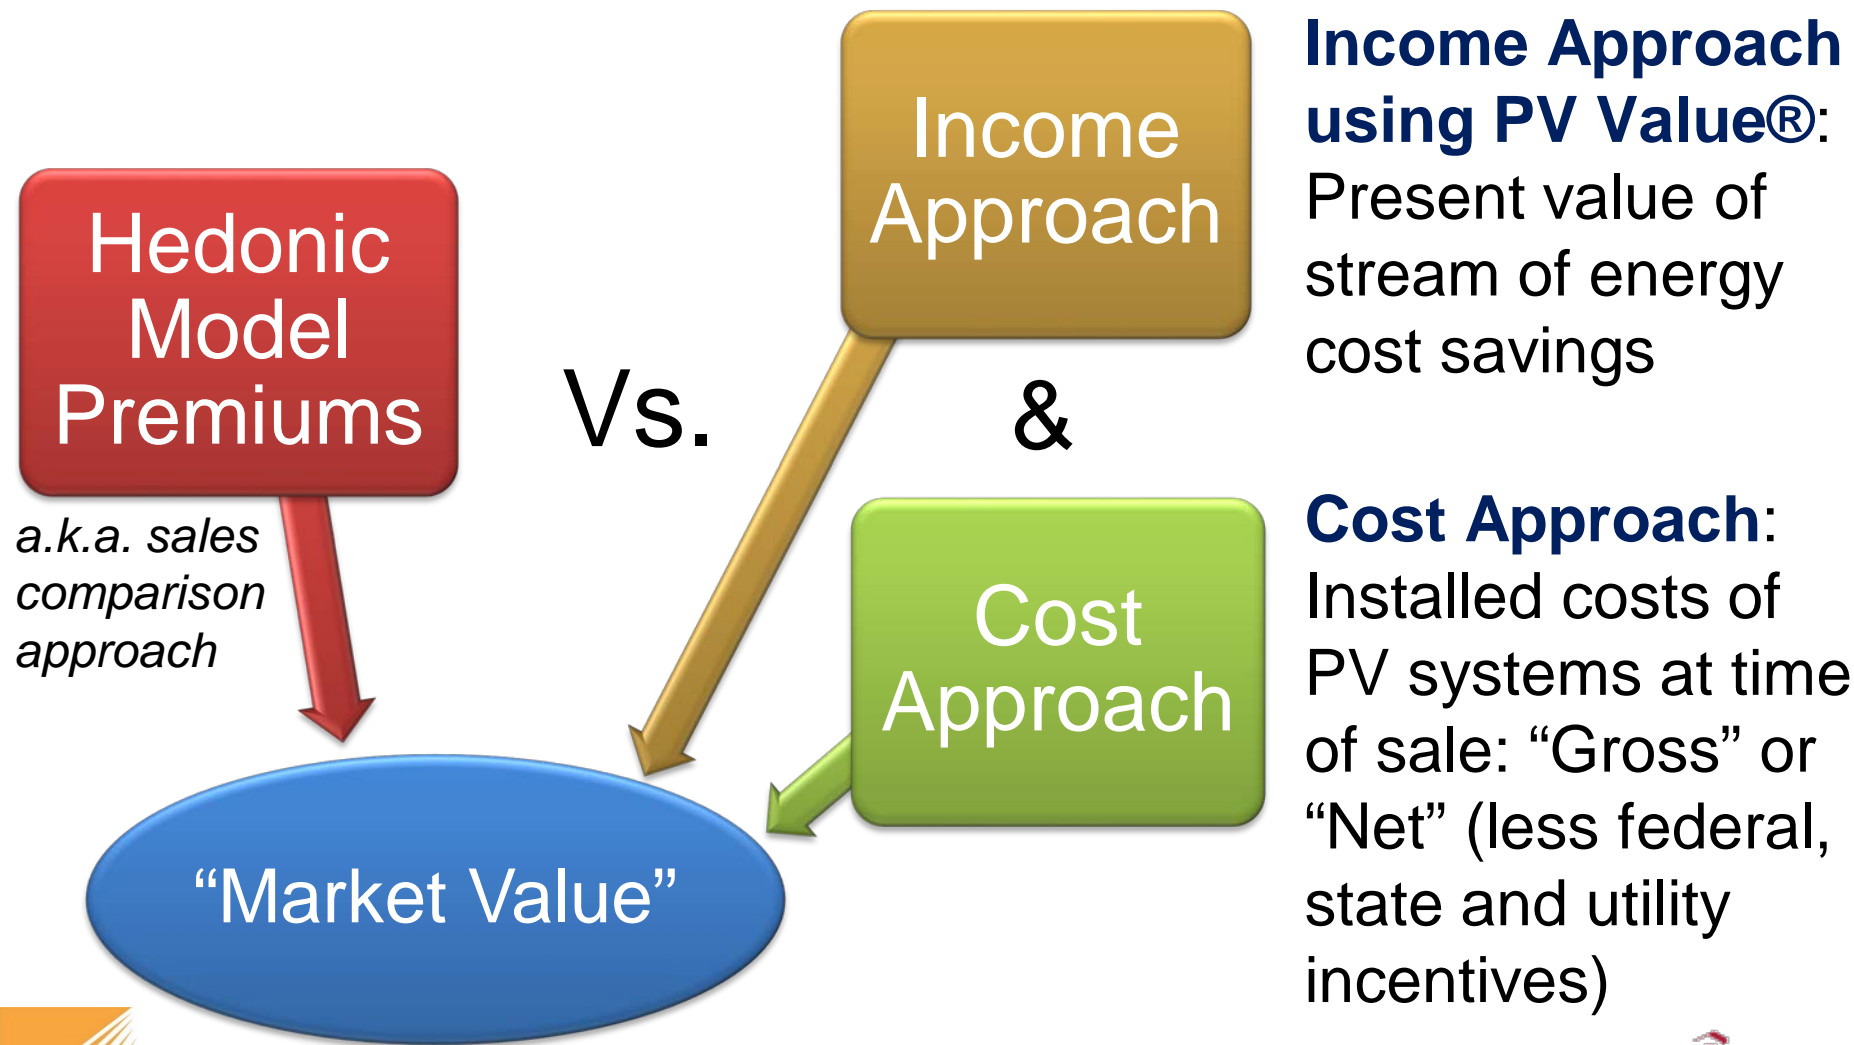 Hedonic
Model
Premiums
a.k.a. sales
comparison
approach
Vs.
Income
Approach
&
Cost
Approach
“Market Value”
Income Approach
using PV Value®:
Present value of
stream of energy
cost savings
Cost Approach:
Installed costs of
PV systems at time
of sale: “Gross” or
“Net” (less federal,
state and utility
incentives)